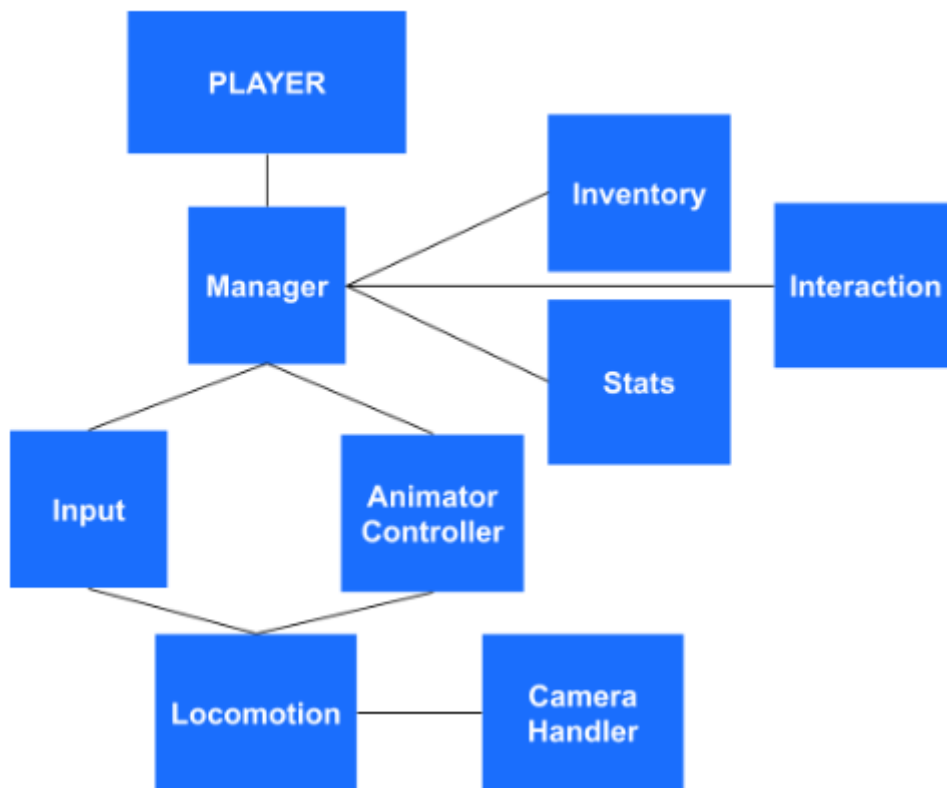 PLAYER
Inventory
Manager
Interaction
Stats
Input
Animator
Controller
Locomotion
Camera
Handler